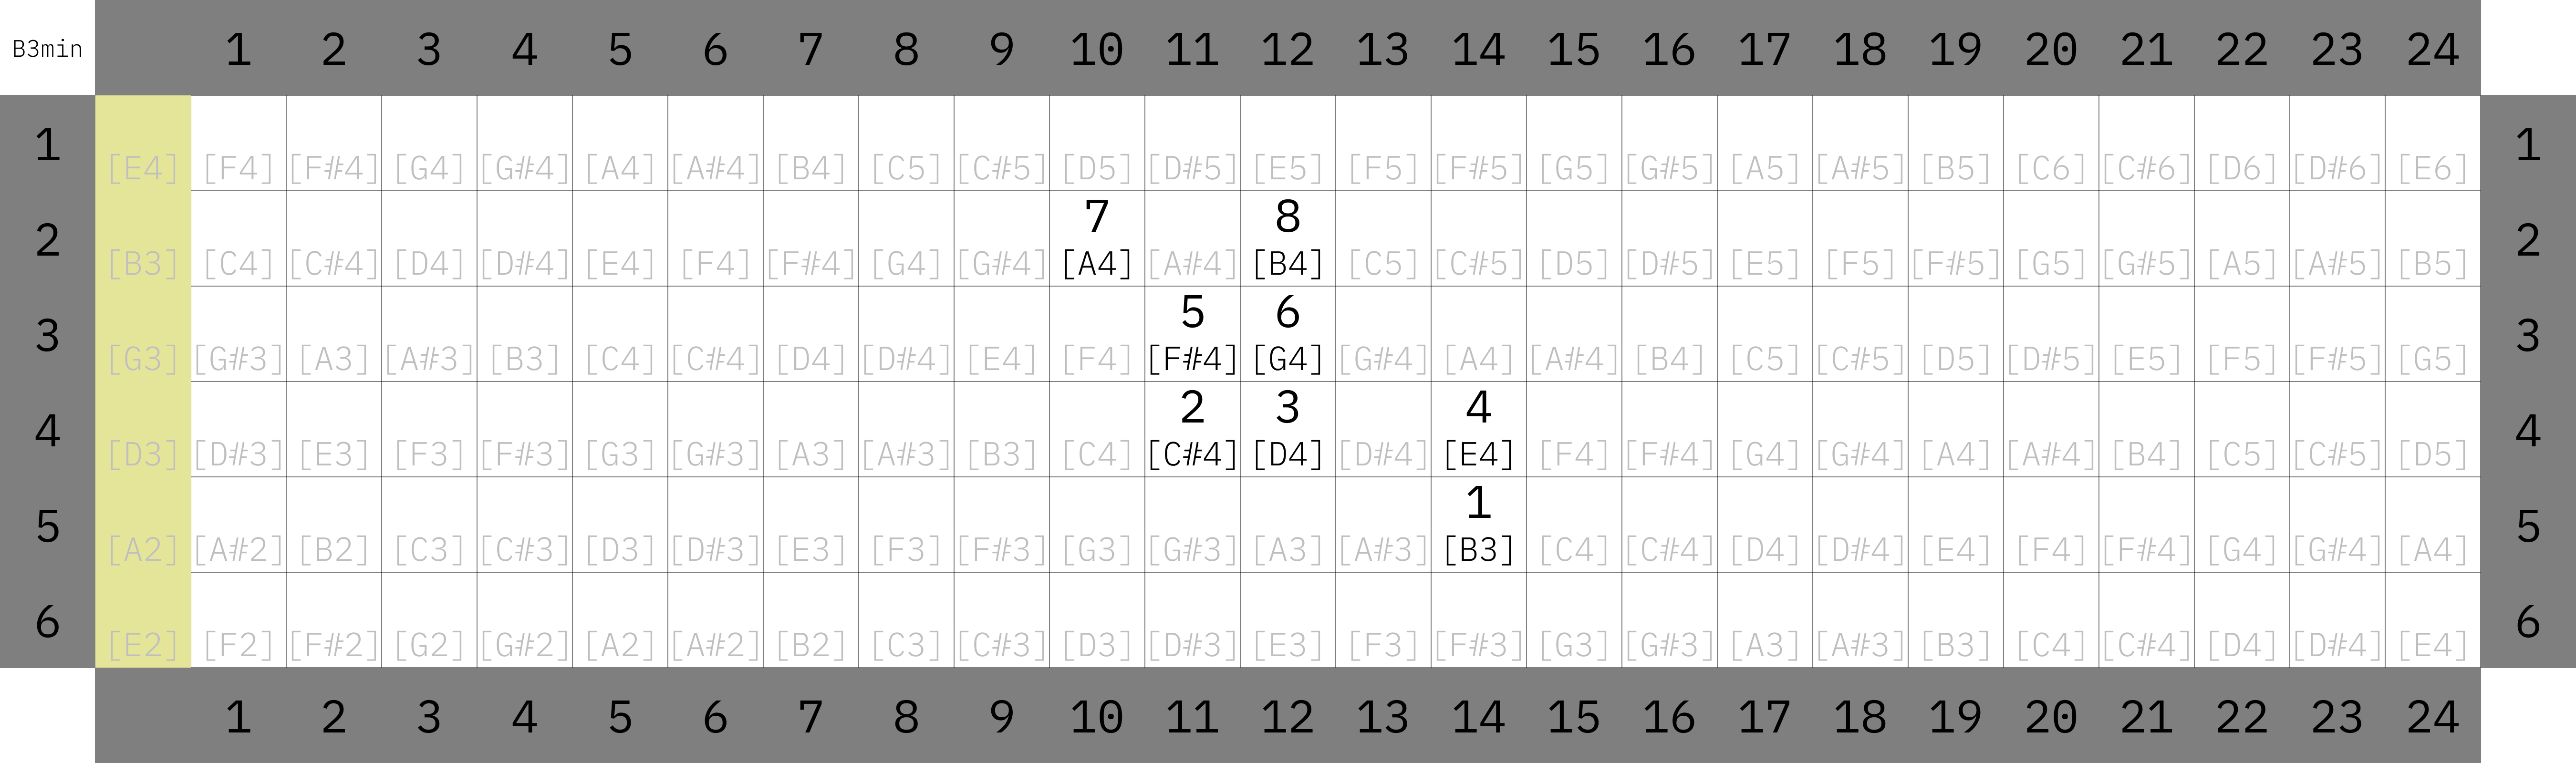 B3min 1 2 3 4 5 6 7 8 9 10 11 12 13 14 15 16 17 18 19 20 21 22 23 24
1 [E4] [F4] [F#4] [G4] [G#4] [A4] [A#4] [B4] [C5] [C#5] [D5] [D#5] [E5] [F5] [F#5] [G5] [G#5] [A5] [A#5] [B5] [C6] [C#6] [D6] [D#6] [E6] 1
7 8
2 [B3] [C4] [C#4] [D4] [D#4] [E4] [F4] [F#4] [G4] [G#4] [A4] [A#4] [B4] [C5] [C#5] [D5] [D#5] [E5] [F5] [F#5] [G5] [G#5] [A5] [A#5] [B5] 2
5 6
3 [G3] [G#3] [A3] [A#3] [B3] [C4] [C#4] [D4] [D#4] [E4] [F4] [F#4] [G4] [G#4] [A4] [A#4] [B4] [C5] [C#5] [D5] [D#5] [E5] [F5] [F#5] [G5] 3
2 3 4
4 [D3] [D#3] [E3] [F3] [F#3] [G3] [G#3] [A3] [A#3] [B3] [C4] [C#4] [D4] [D#4] [E4] [F4] [F#4] [G4] [G#4] [A4] [A#4] [B4] [C5] [C#5] [D5] 4
1
5 [A2] [A#2] [B2] [C3] [C#3] [D3] [D#3] [E3] [F3] [F#3] [G3] [G#3] [A3] [A#3] [B3] [C4] [C#4] [D4] [D#4] [E4] [F4] [F#4] [G4] [G#4] [A4] 5
6 [E2] [F2] [F#2] [G2] [G#2] [A2] [A#2] [B2] [C3] [C#3] [D3] [D#3] [E3] [F3] [F#3] [G3] [G#3] [A3] [A#3] [B3] [C4] [C#4] [D4] [D#4] [E4] 6
1 2 3 4 5 6 7 8 9 10 11 12 13 14 15 16 17 18 19 20 21 22 23 24